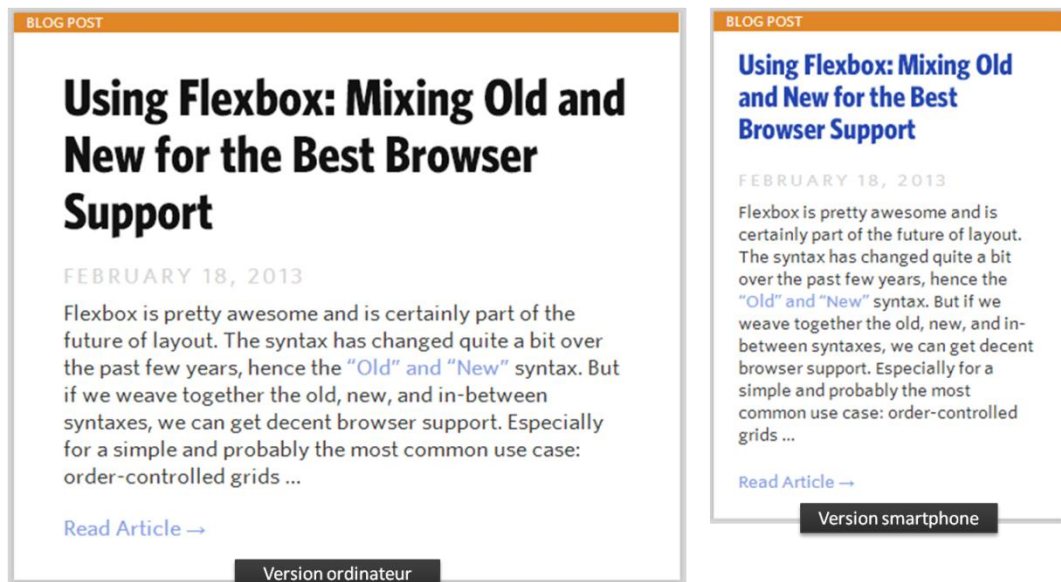 BLOG POST
Using Flexbox: Mixing Old and
New for the Best Browser
Support
FEBRUARY 18, 2013
Flexbox is pretty awesome and is certainly part of the
future of layout. The syntax has changed quite a bit over
the past few years, hence the “Old” and “New” syntax. But
if we weave together the old, new, and in-between
syntaxes, we can get decent browser support. Especially
for a simple and probably the most common use case:
order-controlled grids ...
Read Article →
Version ordinateur
BLOG POST
Using Flexbox: Mixing Old
and New for the Best
Browser Support
FEBRUARY 18, 2013
Flexbox is pretty awesome and is
certainly part of the future of layout.
The syntax has changed quite a bit
over the past few years, hence the
“Old” and “New” syntax. But if we
weave together the old, new, and in-
between syntaxes, we can get decent
browser support. Especially for a
simple and probably the most
common use case: order-controlled
grids ...
Read Article →
Version smartphone